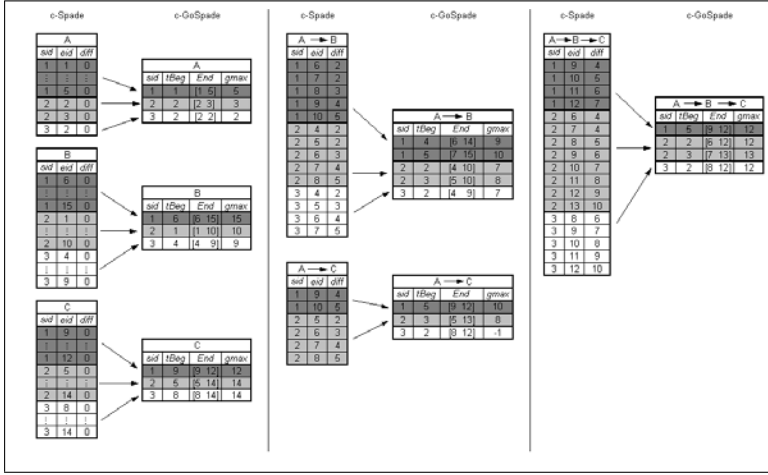 c-Spade c-GoSpade
A
sid eid diff
1 1 0
⋮ ⋮ ⋮
1 5 0
2 2 0
2 3 0
3 2 0
A
sid tBeg End gmax
1 1 [1 5] 5
2 2 [2 3] 3
3 2 [2 2] 2
B
sid eid diff
1 6 0
⋮ ⋮ ⋮
1 15 0
2 1 0
⋮ ⋮ ⋮
2 10 0
3 4 0
⋮ ⋮ ⋮
3 9 0
B
sid tBeg End gmax
1 6 [6 15] 15
2 1 [1 10] 10
3 4 [4 9] 9
C
sid eid diff
1 9 0
⋮ ⋮ ⋮
1 12 0
2 5 0
⋮ ⋮ ⋮
2 14 0
3 8 0
⋮ ⋮ ⋮
3 14 0
C
sid tBeg End gmax
1 9 [9 12] 12
2 5 [5 14] 14
3 8 [8 14] 14
c-Spade c-GoSpade
A → B
sid eid diff
1 6 2
1 7 2
1 8 3
1 9 4
1 10 5
2 4 2
2 5 2
2 6 3
2 7 4
2 8 5
3 4 2
3 5 3
3 6 4
3 7 5
A → B
sid tBeg End gmax
1 4 [6 14] 9
1 5 [7 15] 10
2 2 [4 10] 7
2 3 [5 10] 8
3 2 [4 9] 7
A → C
sid eid diff
1 9 4
1 10 5
2 5 2
2 6 3
2 7 4
2 8 5
A → C
sid tBeg End gmax
1 5 [9 12] 10
2 3 [5 13] 8
3 2 [8 12] -1
c-Spade c-GoSpade
A → B → C
sid eid diff
1 9 4
1 10 5
1 11 6
1 12 7
2 6 4
2 7 4
2 8 5
2 9 6
2 10 7
2 11 8
2 12 9
2 13 10
3 8 6
3 9 7
3 10 8
3 11 9
3 12 10
A → B → C
sid tBeg End gmax
1 5 [9 12] 12
2 2 [6 12] 12
2 3 [7 13] 13
3 2 [8 12] 12